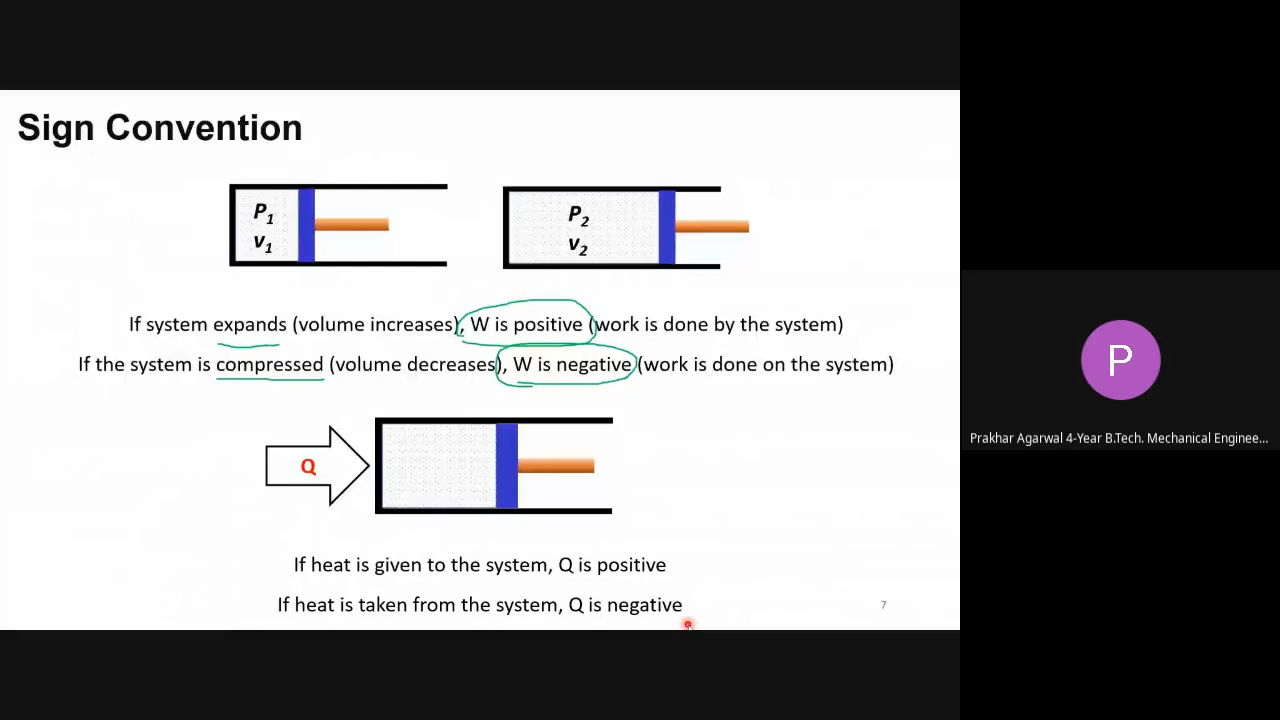 Sign Convention
P1
v1
P2
v2
If system expands (volume increases), W is positive (work is done by the system)
If the system is compressed (volume decreases), W is negative (work is done on the system)
Q
If heat is given to the system, Q is positive
If heat is taken from the system, Q is negative
7
P
Prakhar Agarwal 4-Year B.Tech. Mechanical Enginee...